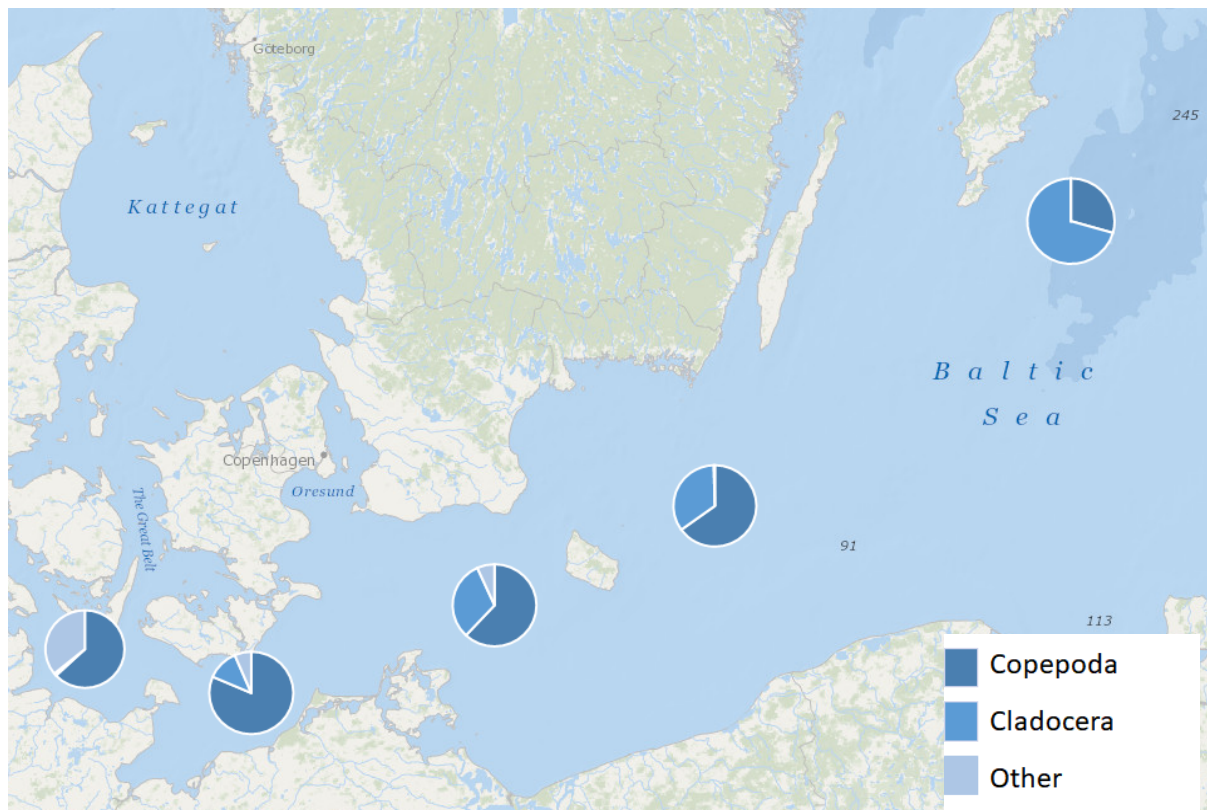 Göteborg
245
Kattegat
Baltic
Sea
Copenhagen
Oresund
The Great Belt
91
113
Copepoda
Cladocera
Other